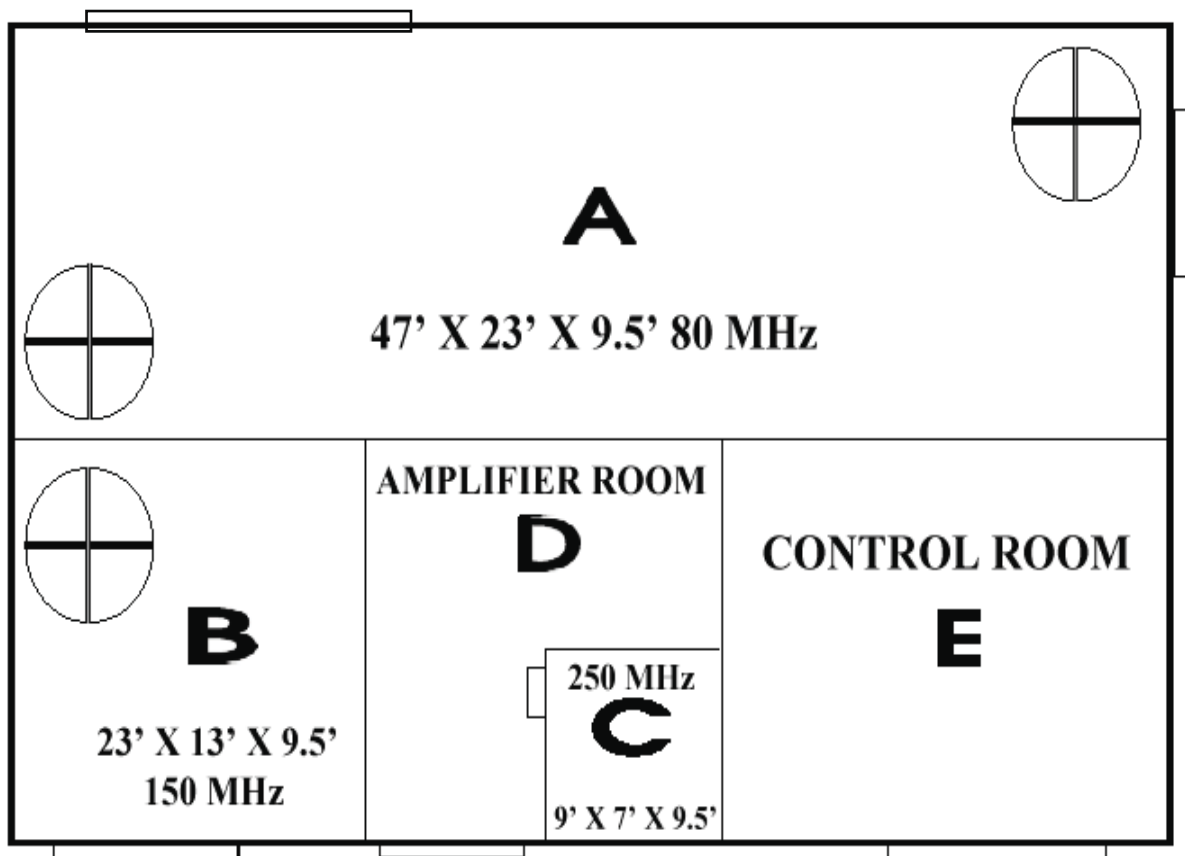 A
47’ X 23’ X 9.5’ 80 MHz
AMPLIFIER ROOM
D
CONTROL ROOM
E
B
23’ X 13’ X 9.5’
150 MHz
250 MHz
C
9’ X 7’ X 9.5’